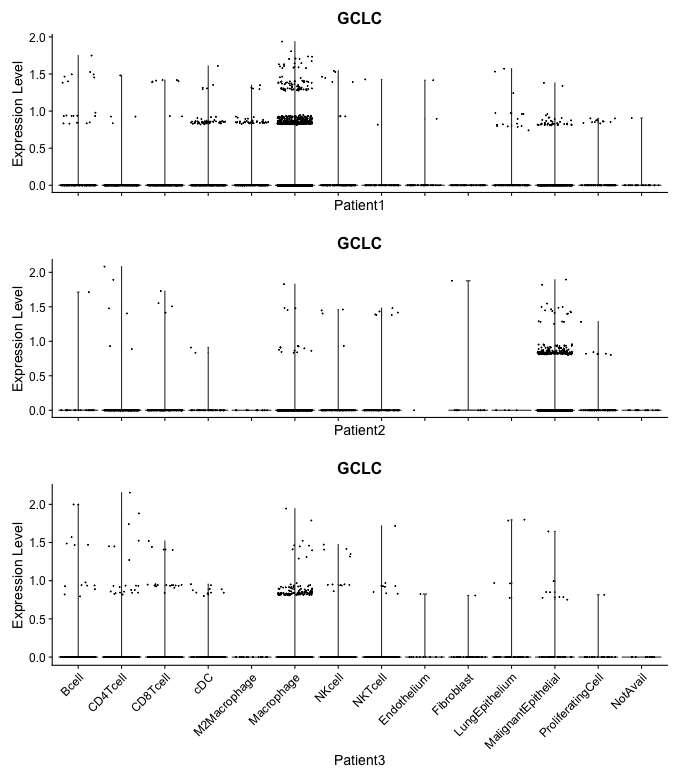 GCLC
Expression Level
2.0
1.5
1.0
0.5
0.0
Patient1
GCLC
Expression Level
2.0
1.5
1.0
0.5
0.0
Patient2
GCLC
Expression Level
2.0
1.5
1.0
0.5
0.0
Bcell
CD4Tcell
CD8Tcell
cDC
M2Macrophage
Macrophage
NKcell
NKTcell
Endothelium
Fibroblast
LungEpithelium
MalignantEpithelial
ProliferatingCell
NotAvail
Patient3